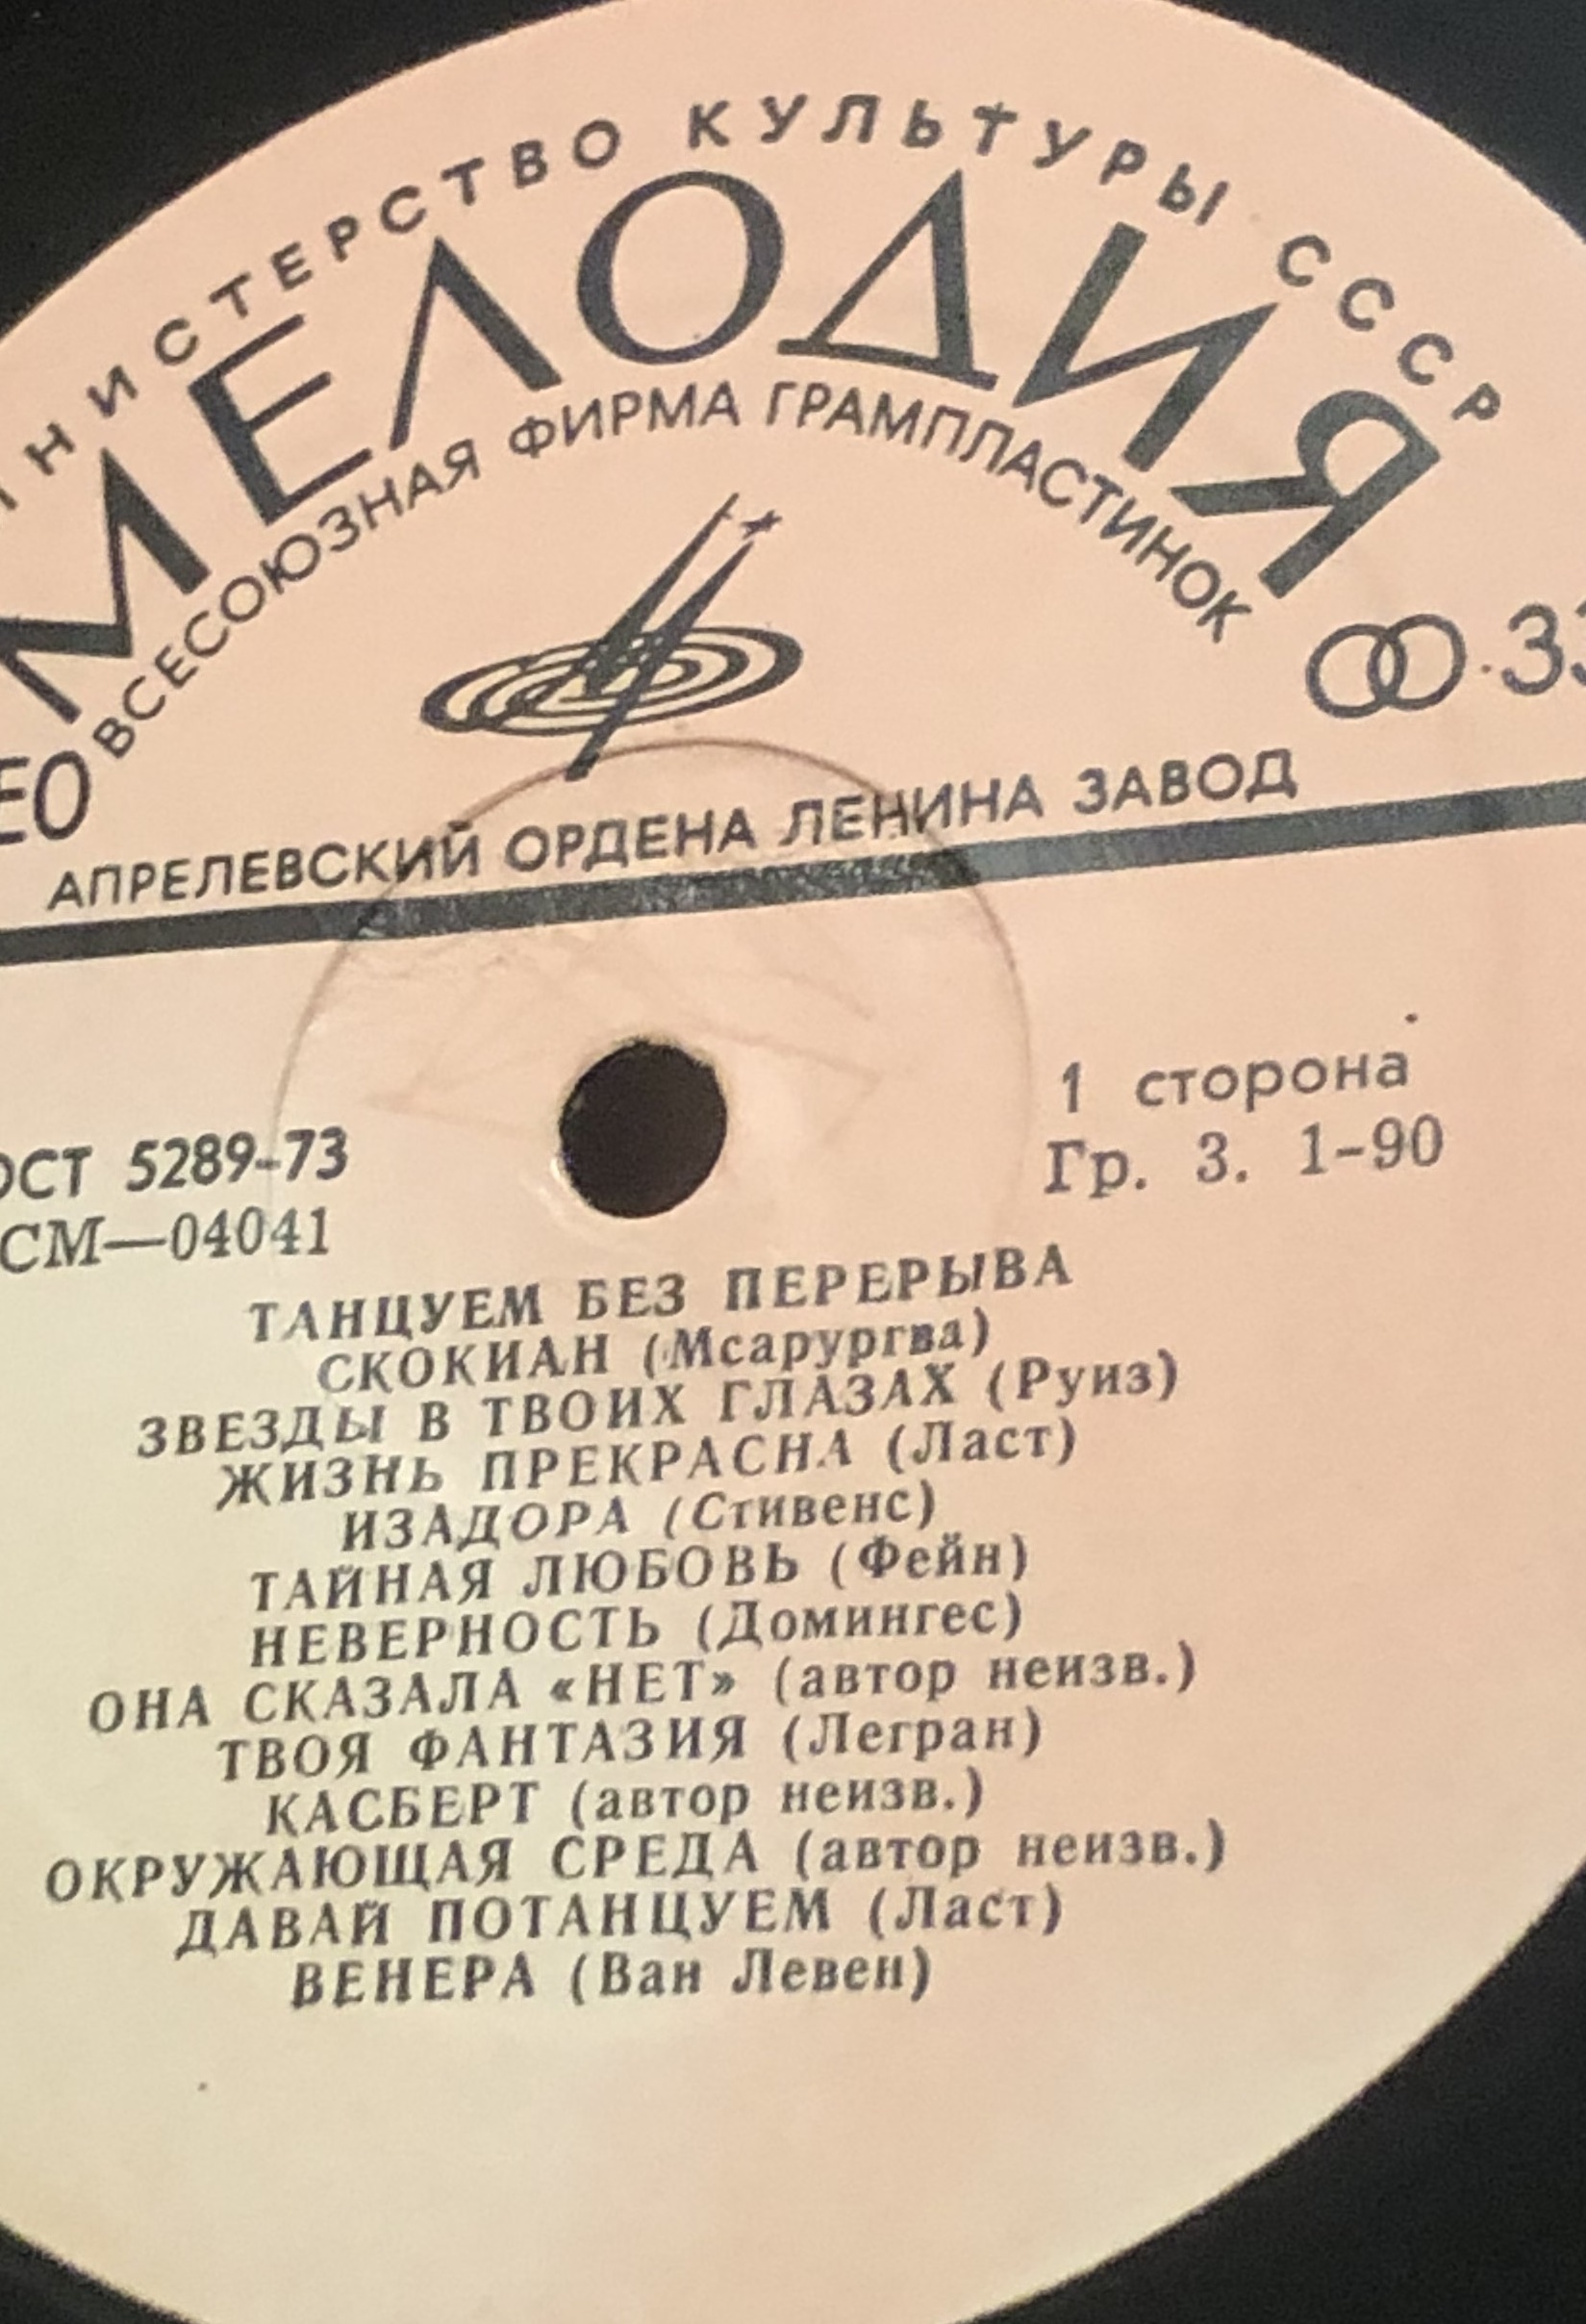 МИНИСТЕРСТВО КУЛЬТУРЫ СССР
МЕЛОДИЯ
ВСЕСОЮЗНАЯ ФИРМА ГРАМПЛАСТИНОК
33
АПРЕЛЕВСКИЙ ОРДЕНА ЛЕНИНА ЗАВОД
1 сторона
ОСТ 5289-73
Гр. 3. 1-90
СМ—04041
ТАНЦУЕМ БЕЗ ПЕРЕРЫВА
СКОКИАН (Мсарургва)
ЗВЕЗДЫ В ТВОИХ ГЛАЗАХ (Руиз)
ЖИЗНЬ ПРЕКРАСНА (Ласт)
ИЗАДОРА (Стивенс)
ТАЙНАЯ ЛЮБОВЬ (Фейн)
НЕВЕРНОСТЬ (Домингес)
ОНА СКАЗАЛА «НЕТ» (автор неизв.)
ТВОЯ ФАНТАЗИЯ (Легран)
КАСБЕРТ (автор неизв.)
ОКРУЖАЮЩАЯ СРЕДА (автор неизв.)
ДАВАЙ ПОТАНЦУЕМ (Ласт)
ВЕНЕРА (Ван Левен)